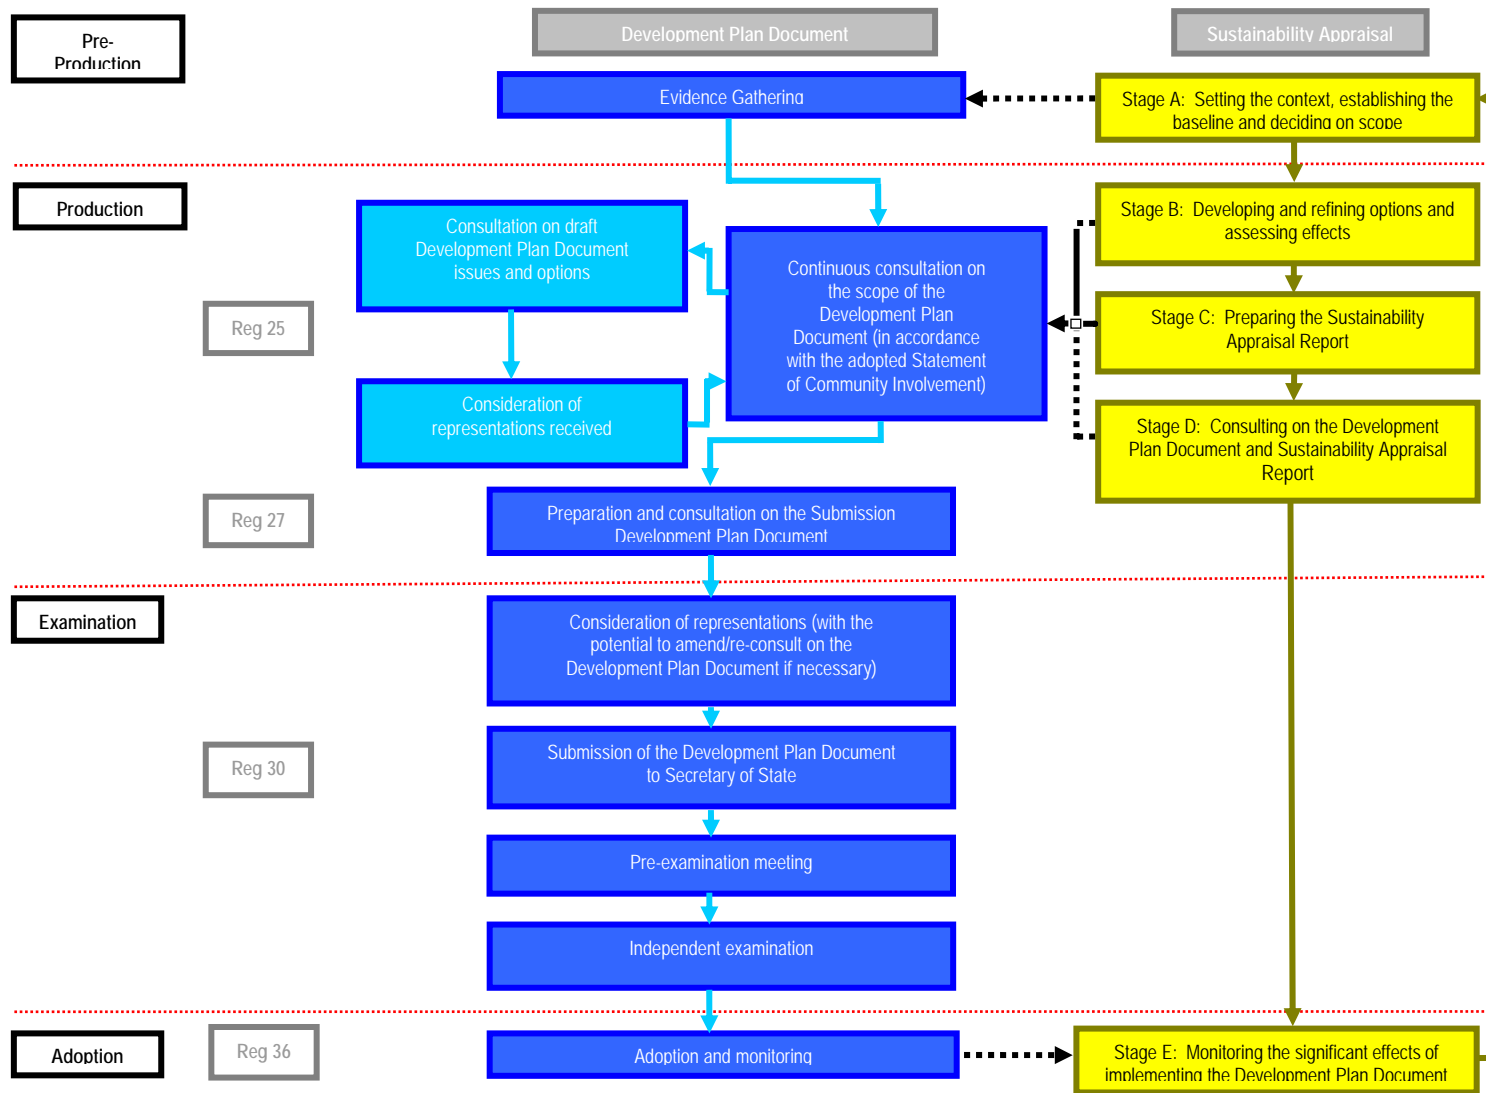 Pre-
Production
Development Plan Document
Sustainability Appraisal
Evidence Gathering
Stage A: Setting the context, establishing the
baseline and deciding on scope
Production
Consultation on draft
Development Plan Document
issues and options
Continuous consultation on
the scope of the
Development Plan
Document (in accordance
with the adopted Statement
of Community Involvement)
Stage B: Developing and refining options and
assessing effects
Reg 25
Stage C: Preparing the Sustainability
Appraisal Report
Consideration of
representations received
Stage D: Consulting on the Development
Plan Document and Sustainability Appraisal
Report
Reg 27
Preparation and consultation on the Submission
Development Plan Document
Examination
Consideration of representations (with the
potential to amend/re-consult on the
Development Plan Document if necessary)
Reg 30
Submission of the Development Plan Document
to Secretary of State
Pre-examination meeting
Independent examination
Adoption
Reg 36
Adoption and monitoring
Stage E: Monitoring the significant effects of
implementing the Development Plan Document